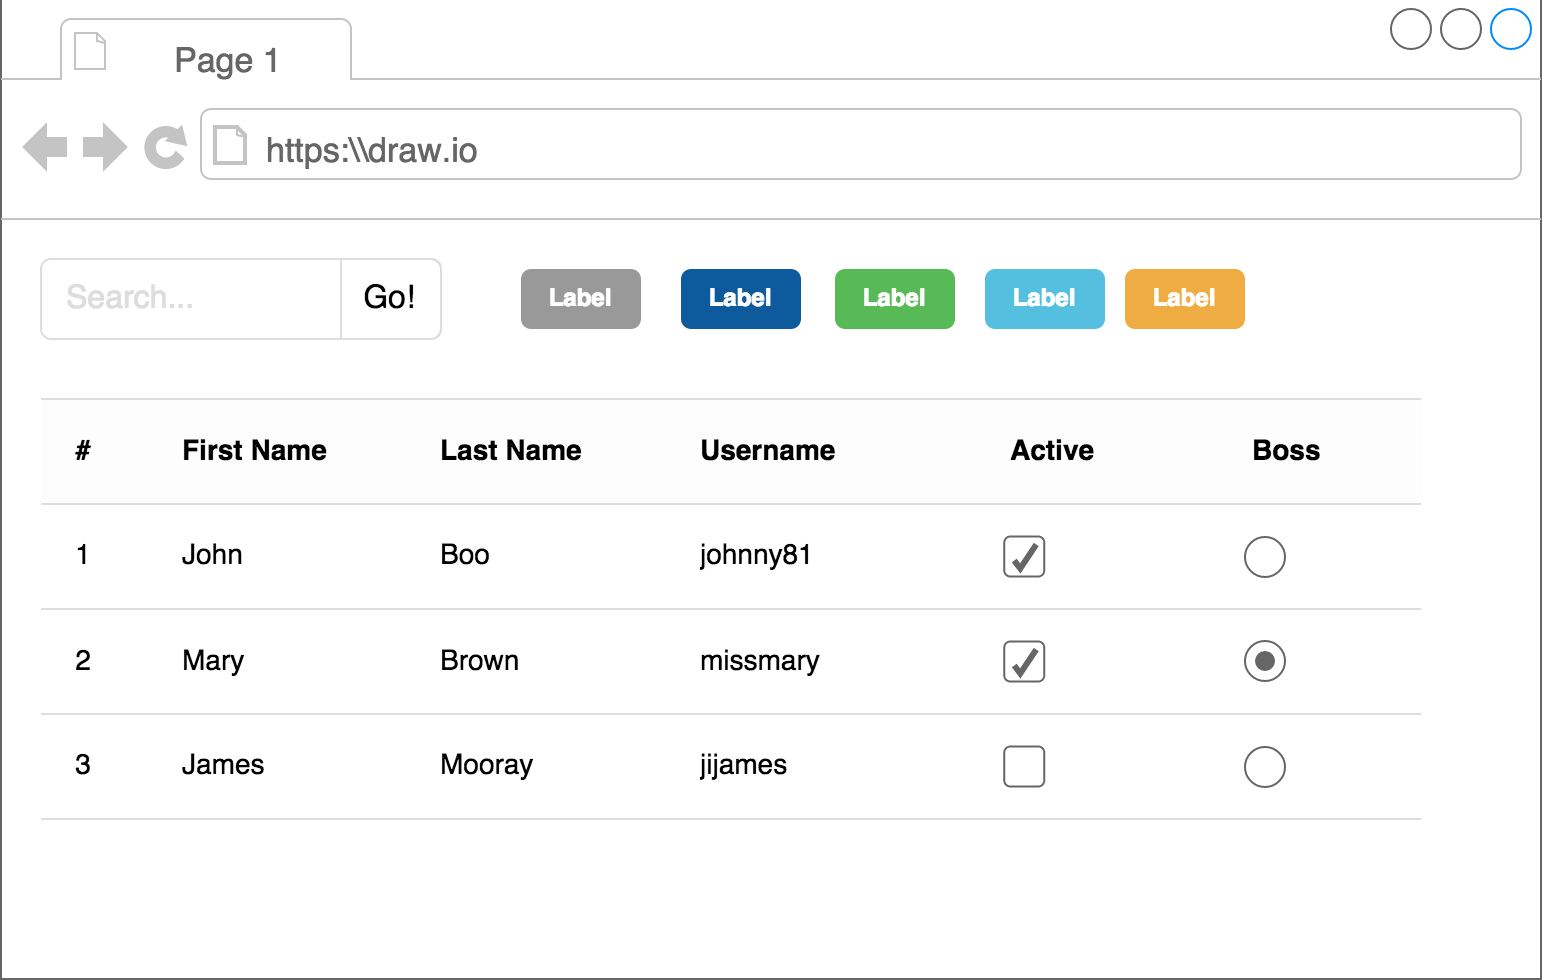 Page 1
https:\\draw.io
Search... Go! Label Label Label Label Label
# First Name Last Name Username Active Boss
1 John Boo johnny81
2 Mary Brown missmary
3 James Mooray jijames